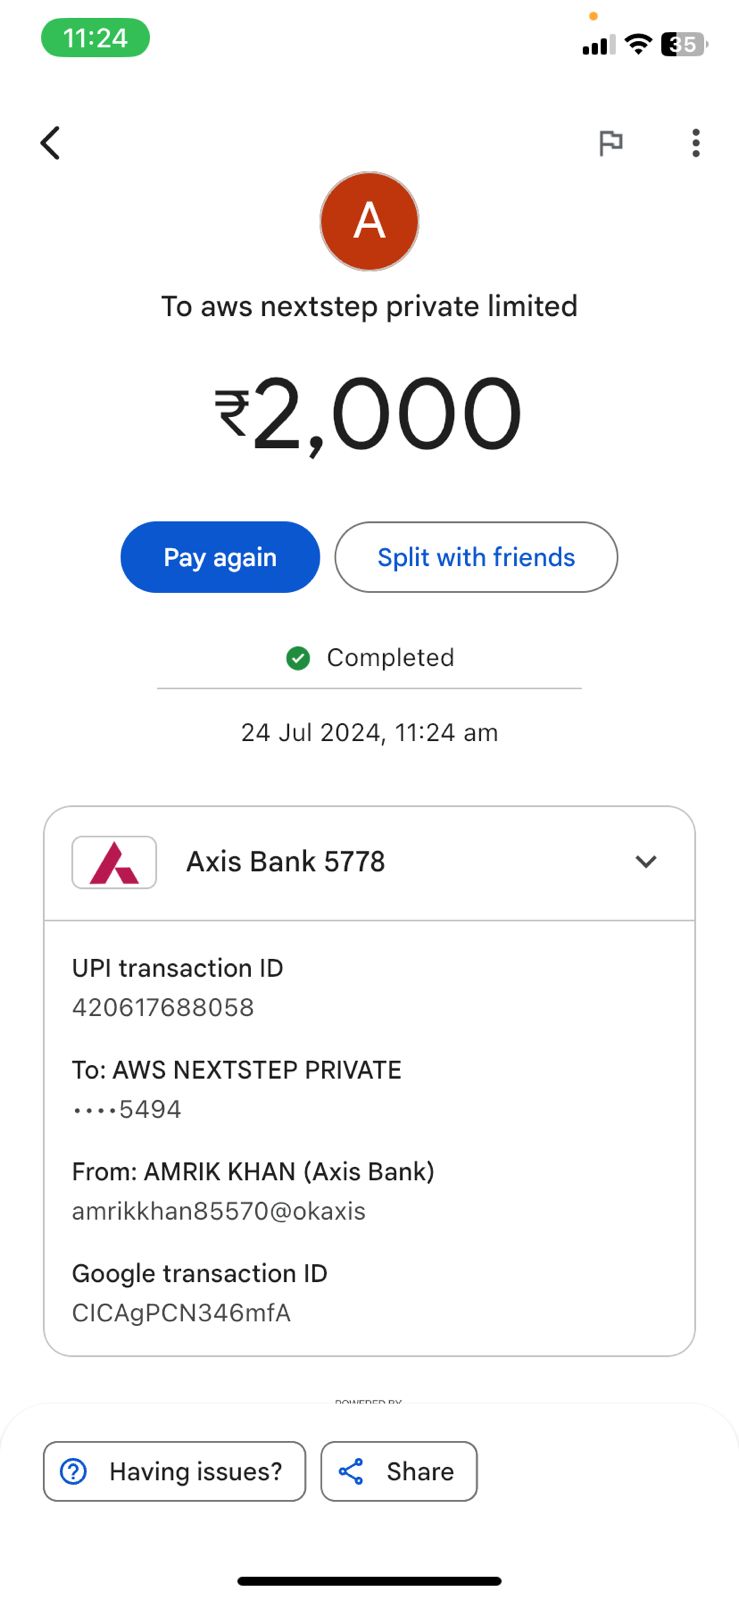 11:24
35
A
To aws nextstep private limited
₹2,000
Pay again
Split with friends
Completed
24 Jul 2024, 11:24 am
Axis Bank 5778
UPI transaction ID
420617688058
To: AWS NEXTSTEP PRIVATE
••••5494
From: AMRIK KHAN (Axis Bank)
amrikkhan85570@okaxis
Google transaction ID
CICAgPCN346mfA
POWERED BY
Having issues?
Share